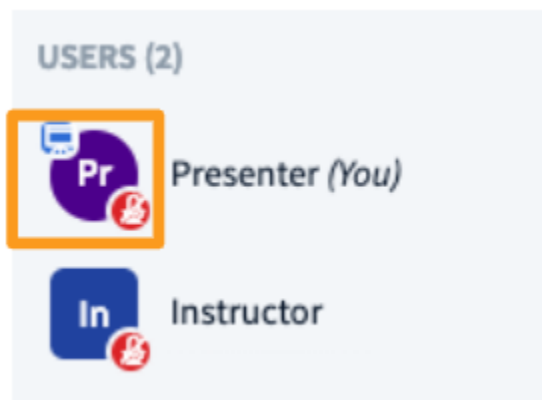 USERS (2)
Pr Presenter (You)
In Instructor